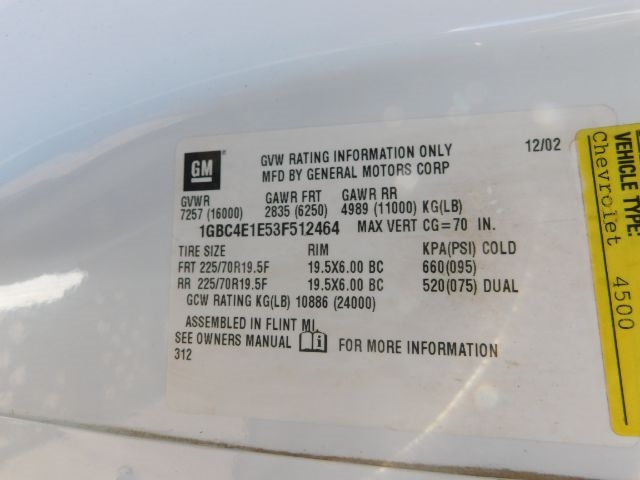 GM
GVW RATING INFORMATION ONLY 12/02
MFD BY GENERAL MOTORS CORP
GVWR GAWR FRT GAWR RR
7257 (16000) 2835 (6250) 4989 (11000) KG(LB)
1GBC4E1E53F512464 MAX VERT CG=70 IN.
TIRE SIZE RIM KPA(PSI) COLD
FRT 225/70R19.5F 19.5X6.00 BC 660(095)
RR 225/70R19.5F 19.5X6.00 BC 520(075) DUAL
GCW RATING KG(LB) 10886 (24000)
ASSEMBLED IN FLINT MI.
SEE OWNERS MANUAL FOR MORE INFORMATION
312
VEHICLE TYPE:
Chevrolet 4500